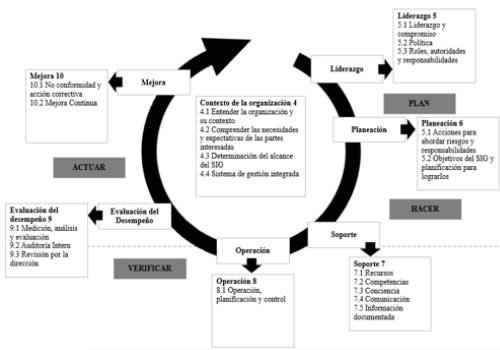 Liderazgo 5
5.1 Liderazgo y
compromiso
5.2 Política
5.3 Roles, autoridades
y responsabilidades
Liderazgo
PLAN
Mejora 10
10.1 No conformidad y
acción correctiva
10.2 Mejora Continua
Mejora
Contexto de la organización 4
4.1 Entender la organización y
su contexto
4.2 Comprender las necesidades
y expectativas de las partes
interesadas
4.3 Determinación del alcance
del SIG
4.4 Sistema de gestión integrada
Planeación
Planeación 6
5.1 Acciones para
abordar riesgos y
responsabilidades
5.2 Objetivos del SIG y
planificación para
lograrlos
ACTUAR
HACER
Evaluación del
desempeño 9
9.1 Medición, análisis
y evaluación
9.2 Auditoría Intern
9.3 Revisión por la
dirección
Evaluación del
Desempeño
VERIFICAR
Operación
Operación 8
8.1 Operación,
planificación y control
Soporte
Soporte 7
7.1 Recursos
7.2 Competencias
7.3 Conciencia
7.4 Comunicación
7.5 Información
documentada